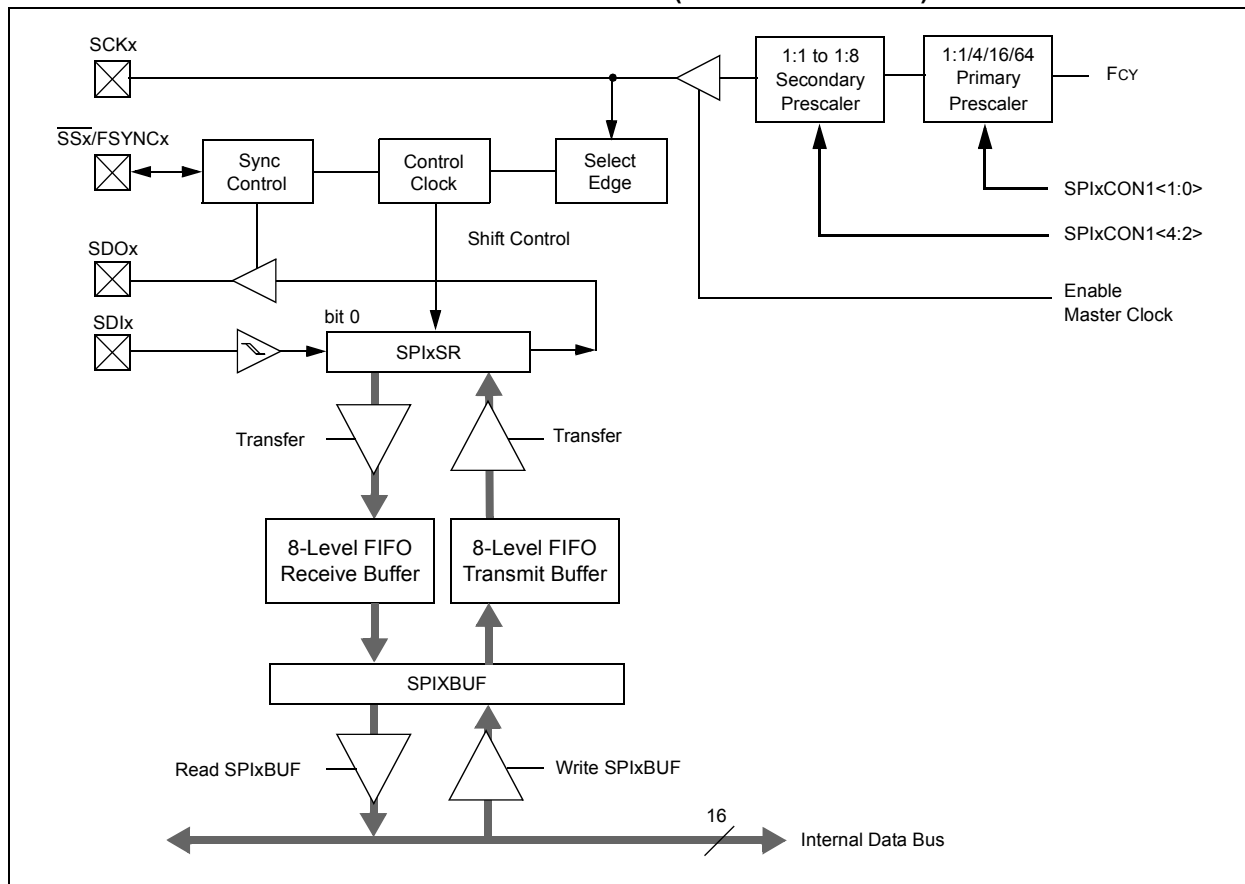 SCKx
1:1 to 1:8
Secondary
Prescaler
1:1/4/16/64
Primary
Prescaler
FCY
SSx/FSYNCx
Sync
Control
Control
Clock
Select
Edge
SPIxCON1<1:0>
SPIxCON1<4:2>
Shift Control
SDOx
Enable
Master Clock
bit 0
SDIx
SPIxSR
Transfer
Transfer
8-Level FIFO
Receive Buffer
8-Level FIFO
Transmit Buffer
SPIXBUF
Read SPIxBUF
Write SPIxBUF
16
Internal Data Bus